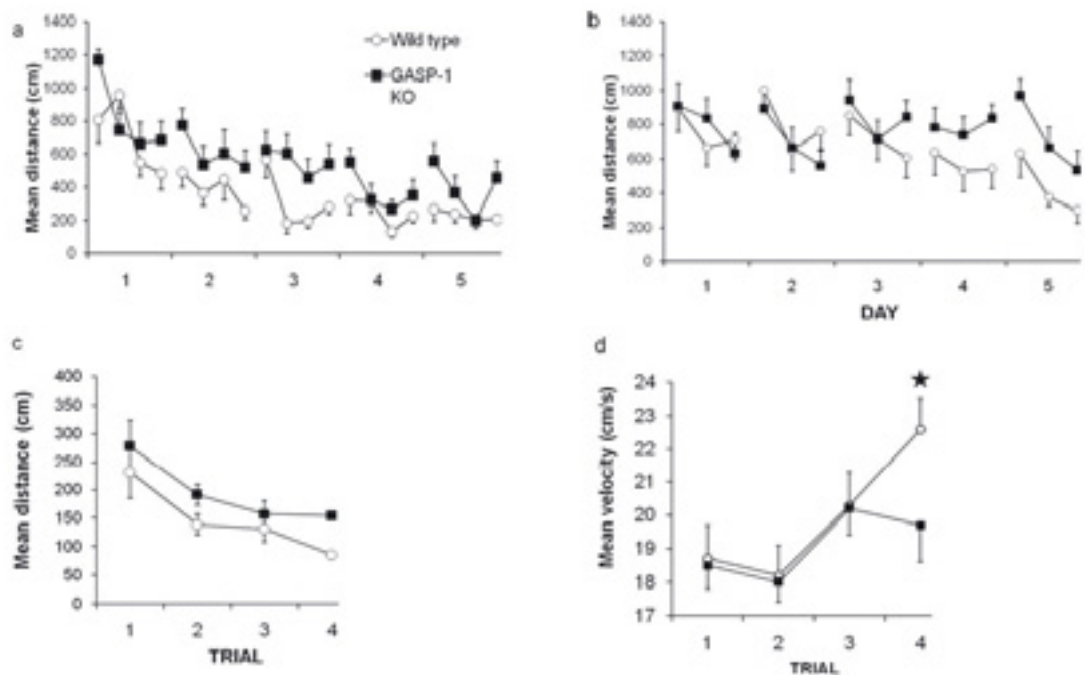 a
Mean distance (cm)
1400
1200
1000
800
600
400
200
0
1 2 3 4 5
Wild type
GASP-1
KO
b
Mean distance (cm)
1400
1200
1000
800
600
400
200
0
1 2 3 4 5
DAY
c
Mean distance (cm)
400
350
300
250
200
150
100
50
0
1 2 3 4
TRIAL
d
Mean velocity (cm/s)
24
23
22
21
20
19
18
17
1 2 3 4
TRIAL